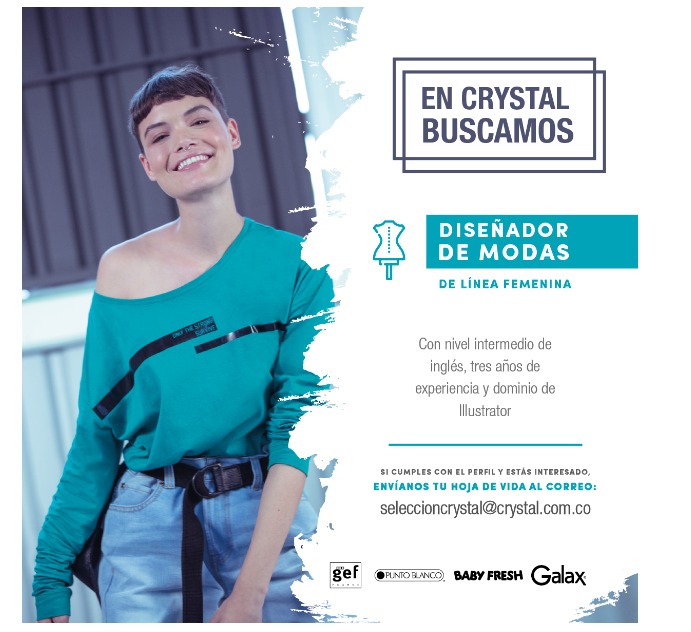 EN CRYSTAL
BUSCAMOS
DISEÑADOR
DE MODAS
DE LÍNEA FEMENINA
Con nivel intermedio de
inglés, tres años de
experiencia y dominio de
Illustrator
SI CUMPLES CON EL PERFIL Y ESTÁS INTERESADO,
ENVÍANOS TU HOJA DE VIDA AL CORREO:
seleccioncrystal@crystal.com.co
gef
PUNTO BLANCO
BABY FRESH
Galax